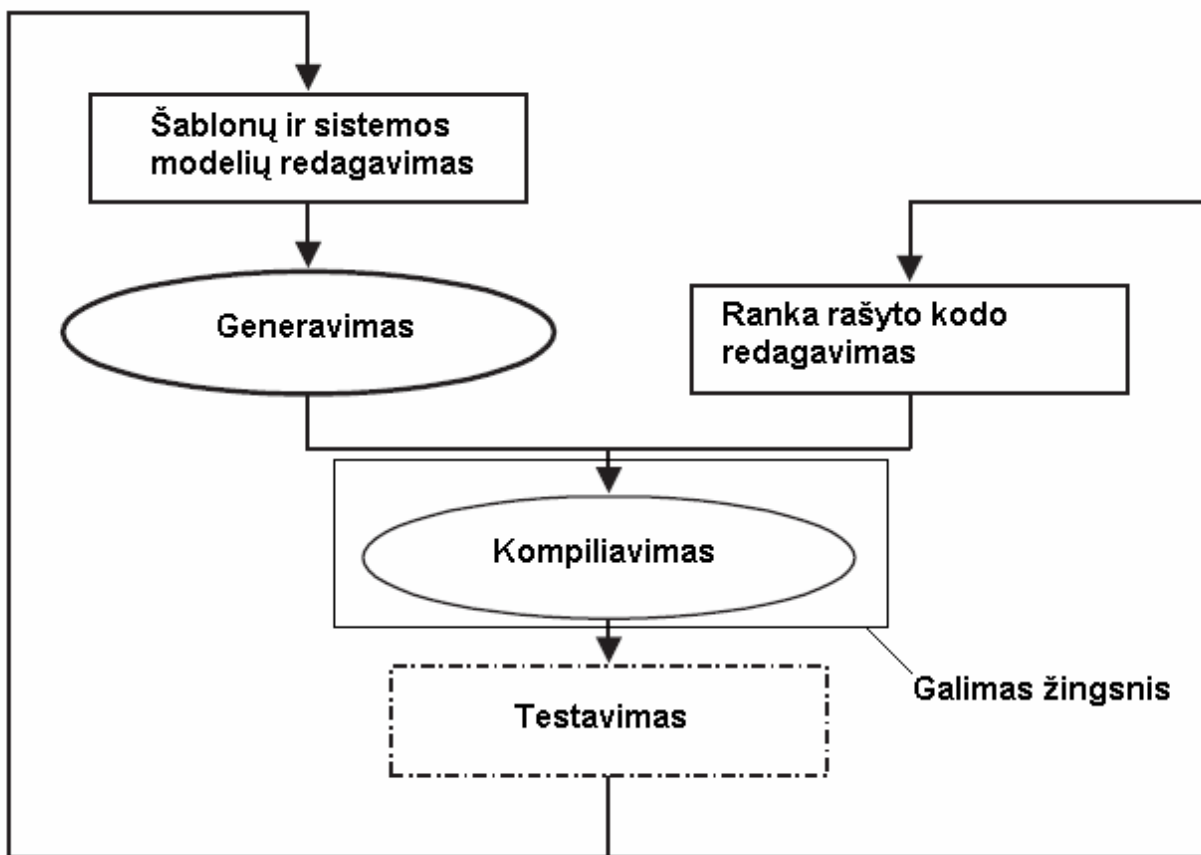 Šablonų ir sistemos
modelių redagavimas
Generavimas
Ranka rašyto kodo
redagavimas
Kompiliavimas
Galimas žingsnis
Testavimas